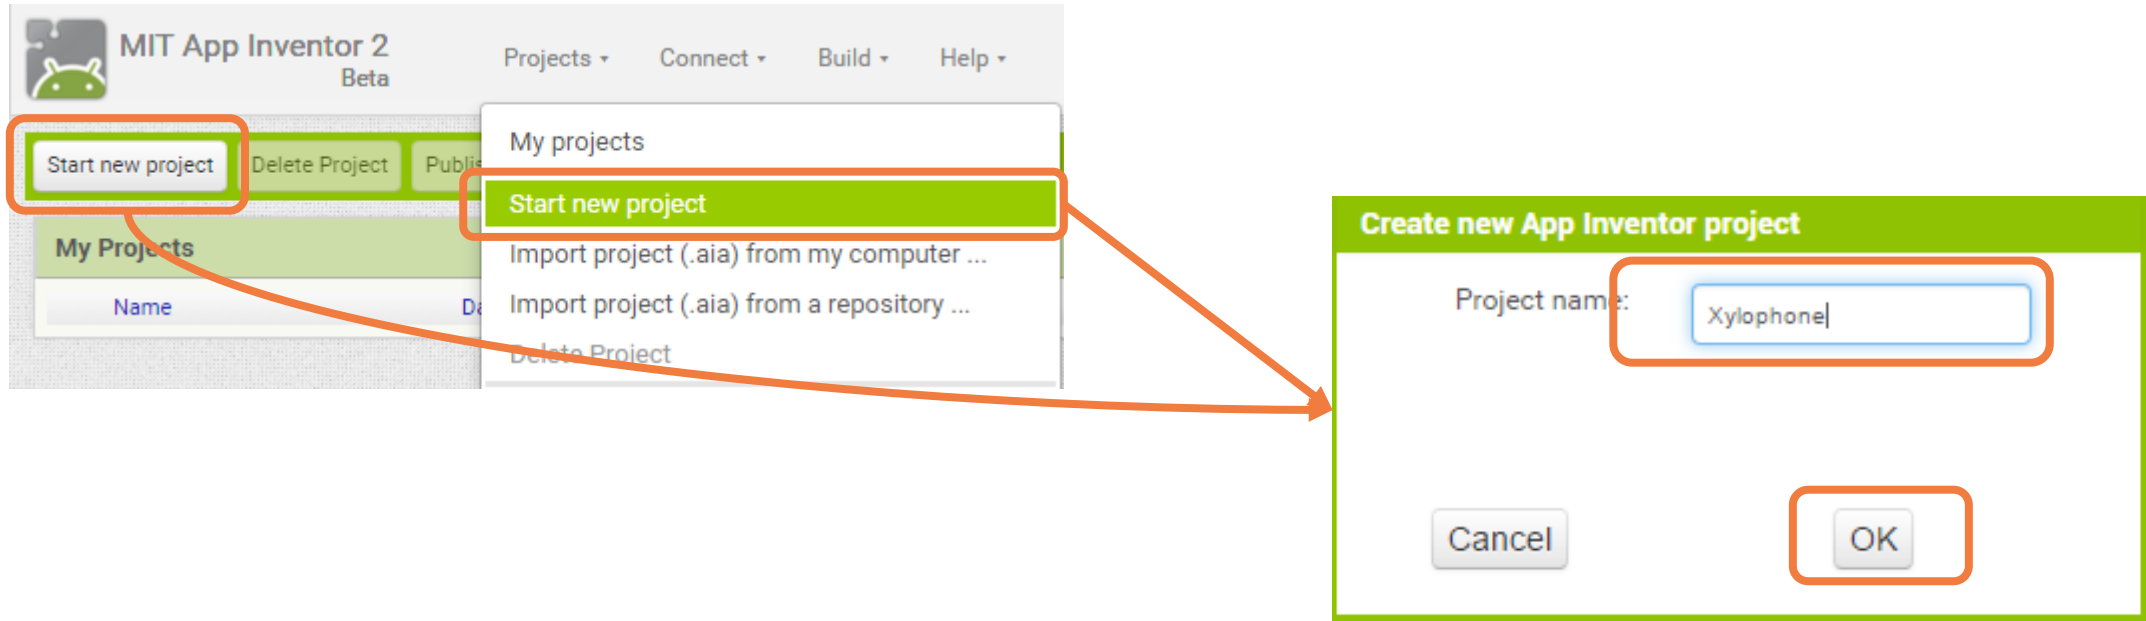 MIT App Inventor 2
Beta
Projects
Connect
Build
Help
Start new project
Delete Project
My Projects
Name
My projects
Start new project
Import project (.aia) from my computer ...
Import project (.aia) from a repository ...
Delete Project
Create new App Inventor project
Project name:
Xylophone
Cancel
OK